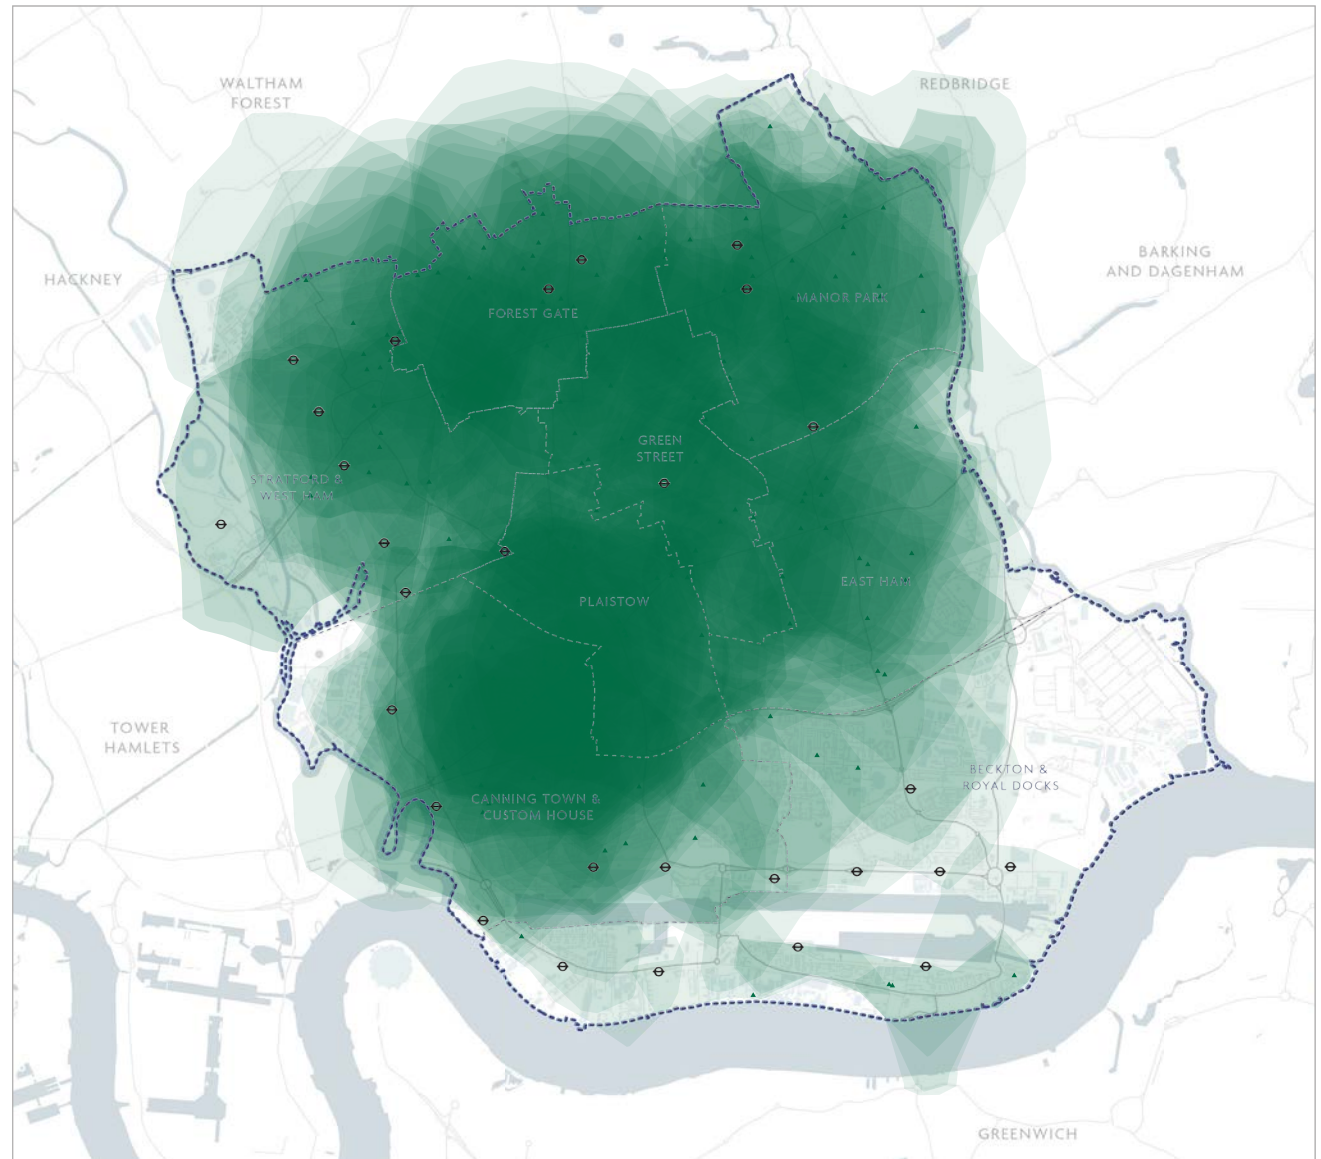 WALTHAM
FOREST
REDBRIDGE
HACKNEY
BARKING
AND DAGENHAM
MANOR PARK
FOREST GATE
GREEN
STREET
STRATFORD &
WEST HAM
EAST HAM
PLAISTOW
TOWER
HAMLETS
BECKTON &
ROYAL DOCKS
CANNING TOWN &
CUSTOM HOUSE
GREENWICH